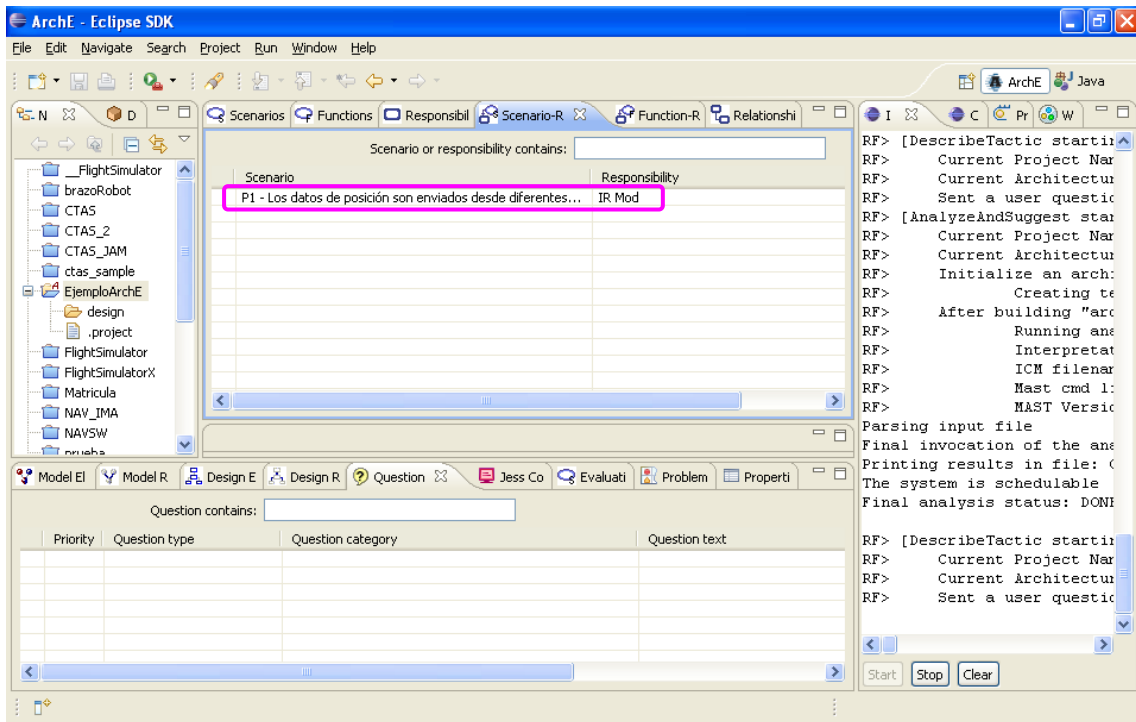 ArchE - Eclipse SDK
File Edit Navigate Search Project Run Window Help
ArchE Java
N D
Scenarios Functions Responsibil Scenario-R Function-R Relationshi
I C Pr W
Scenario or responsibility contains:
Scenario Responsibility
P1 - Los datos de posición son enviados desde diferentes... IR Mod
__FlightSimulator
brazoRobot
CTAS
CTAS_2
CTAS_JAM
ctas_sample
EjemploArchE
design
.project
FlightSimulator
FlightSimulatorX
Matricula
NAV_IMA
NAVSW
prueba
Model El Model R Design E Design R Question Jess Co Evaluati Problem Properti
Question contains:
Priority Question type Question category Question text
RF> [DescribeTactic startin
RF> Current Project Nar
RF> Current Architectur
RF> Sent a user questic
RF> [AnalyzeAndSuggest star
RF> Current Project Nar
RF> Current Architectur
RF> Initialize an arch:
RF> Creating te
RF> After building "arc
RF> Running ana
RF> Interpretat
RF> ICM filenar
RF> Mast cmd l:
RF> MAST Versic
Parsing input file
Final invocation of the ana
Printing results in file: C
The system is schedulable
Final analysis status: DONE
RF> [DescribeTactic startin
RF> Current Project Nar
RF> Current Architectur
RF> Sent a user questic
Start Stop Clear